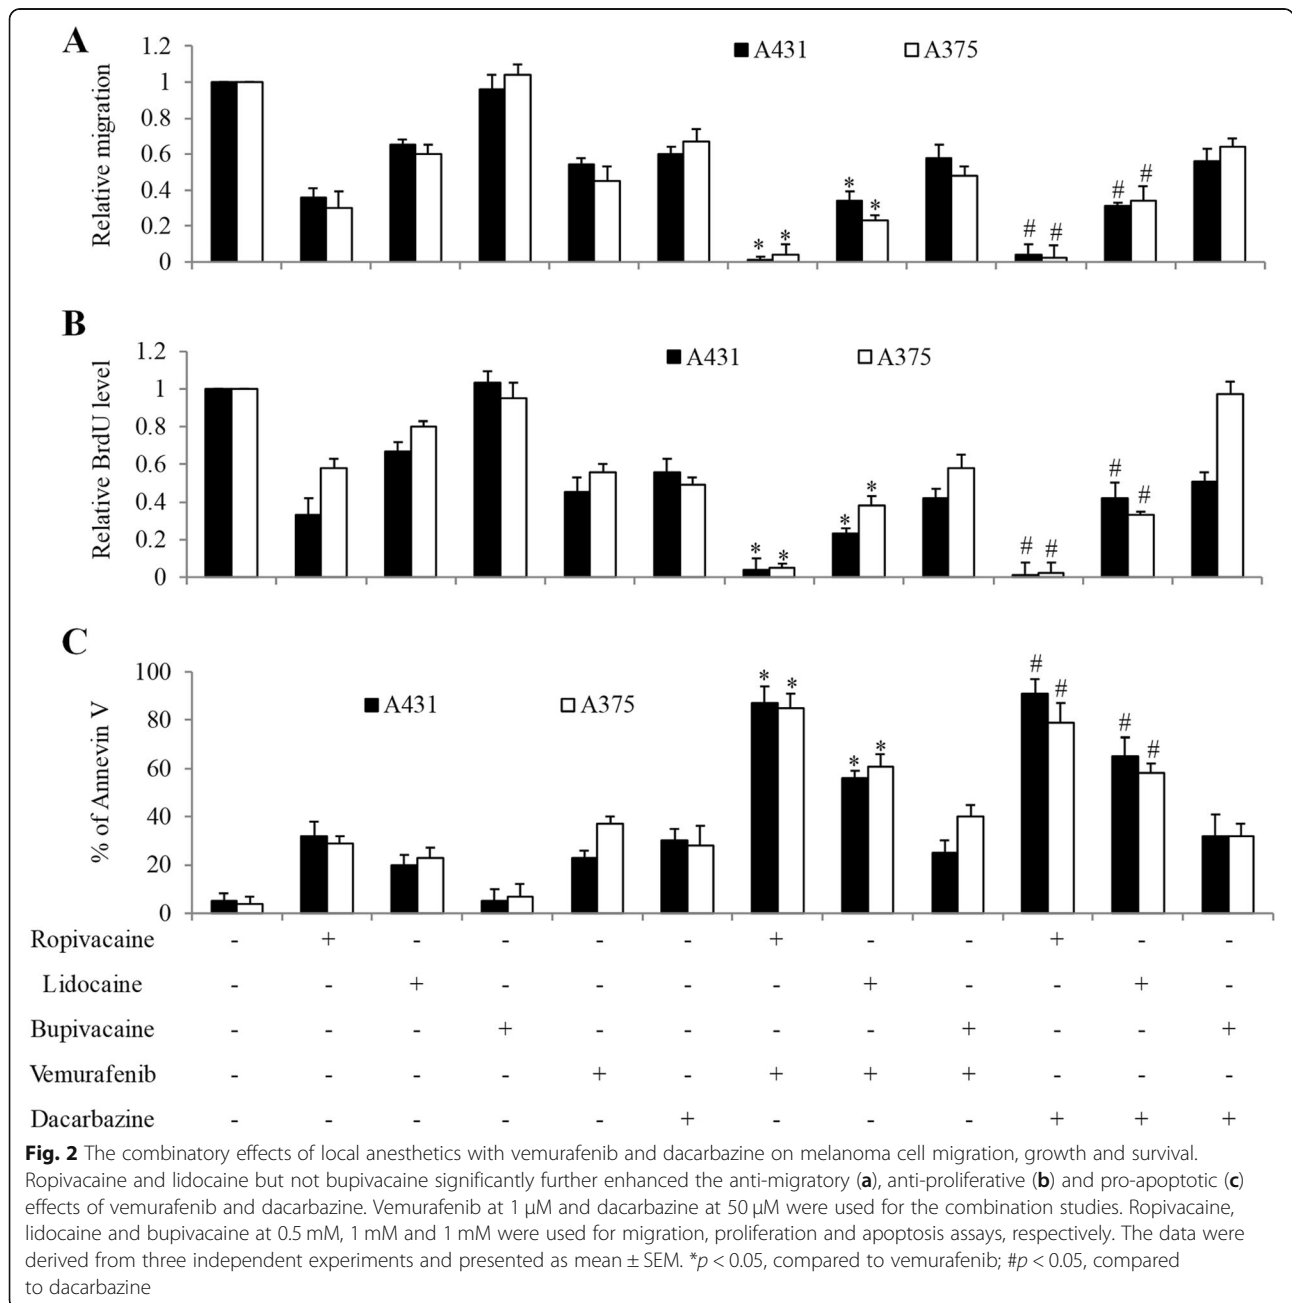 A
1.2
1
0.8
0.6
0.4
0.2
0
Relative migration
A431 A375
* * * * # # # #
B
1.2
1
0.8
0.6
0.4
0.2
0
Relative BrdU level
A431 A375
* * * * # # # #
C
100
80
60
40
20
0
% of Annevin V
A431 A375
* * * * # # # #
Ropivacaine - + - - - - + - - + - -
Lidocaine - - + - - - - + - - + -
Bupivacaine - - - + - - - - + - - +
Vemurafenib - - - - + - + + + - - -
Dacarbazine - - - - - + - - - + + +
Fig. 2 The combinatory effects of local anesthetics with vemurafenib and dacarbazine on melanoma cell migration, growth and survival.
Ropivacaine and lidocaine but not bupivacaine significantly further enhanced the anti-migratory (a), anti-proliferative (b) and pro-apoptotic (c)
effects of vemurafenib and dacarbazine. Vemurafenib at 1 μM and dacarbazine at 50 μM were used for the combination studies. Ropivacaine,
lidocaine and bupivacaine at 0.5 mM, 1 mM and 1 mM were used for migration, proliferation and apoptosis assays, respectively. The data were
derived from three independent experiments and presented as mean ± SEM. *p < 0.05, compared to vemurafenib; #p < 0.05, compared
to dacarbazine